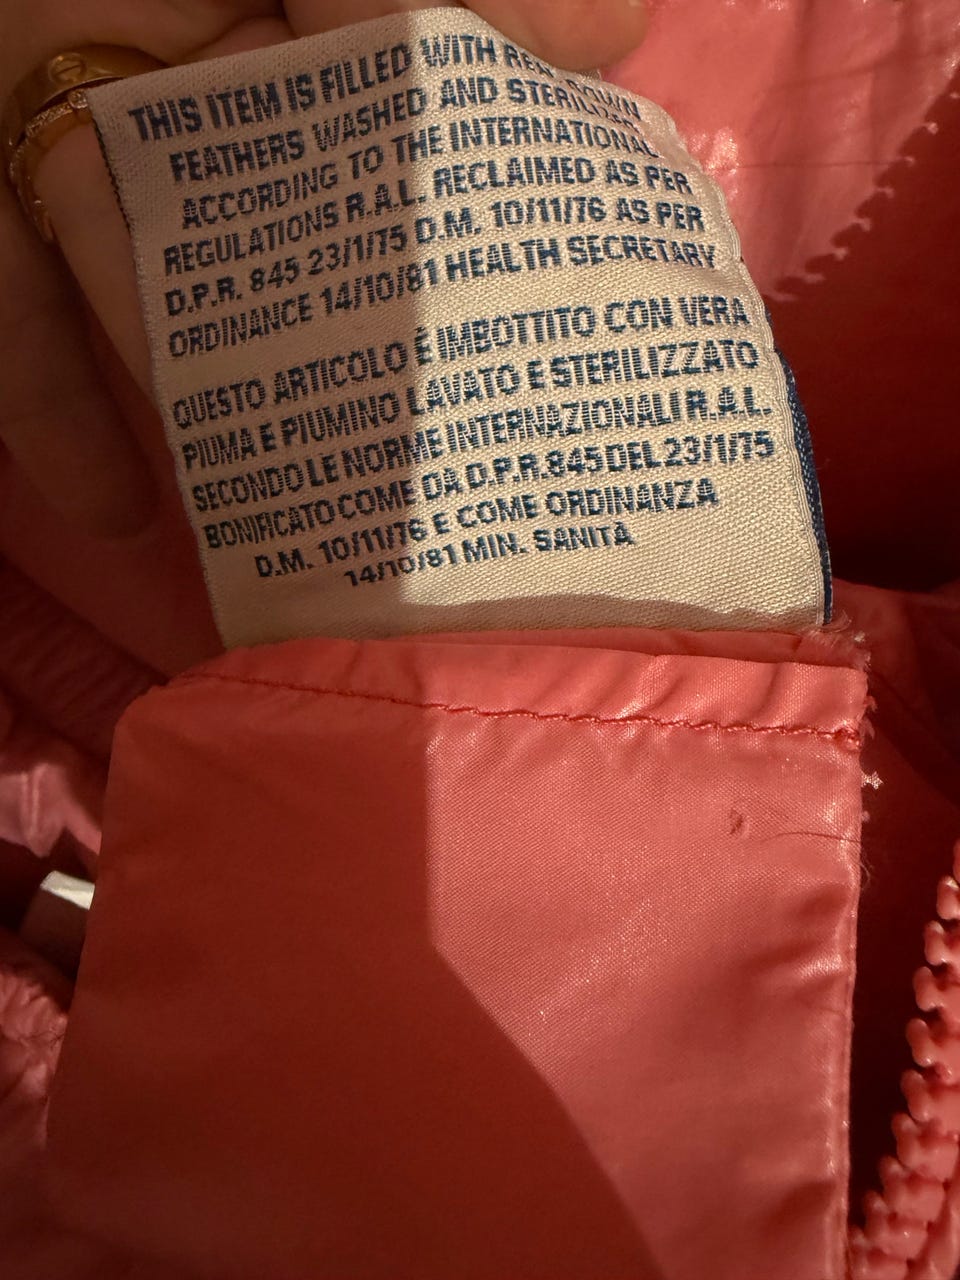 THIS ITEM IS FILLED WITH DOWN
FEATHERS WASHED AND
ACCORDING TO THE INTERNATIONAL
REGULATIONS R.A.L. RECLAIMED AS PER
D.P.R. 845 23/1/75 D.M. 10/11/76 AS PER
ORDINANCE 14/10/81 HEALTH SECRETARY
QUESTO ARTICOLO È IMBOTTITO CON VERA
PIUMA E PIUMINO LAVATO E STERILIZZATO
SECONDO LE NORME INTERNAZIONALI R.A.L.
BONIFICATO COME DA D.P.R. 845 DEL 23/1/75
D.M. 10/11/76 E COME ORDINANZA
14/10/81 MIN. SANITÀ